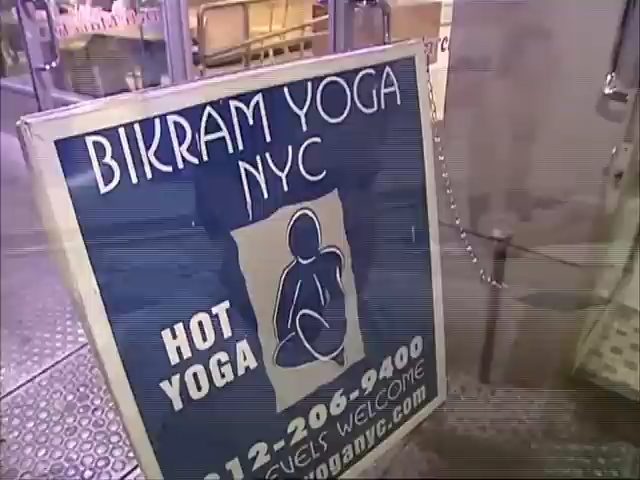 BIKRAM YOGA
NYC
HOT
YOGA
212-206-9400
LEVELS WELCOME
yoganyc.com